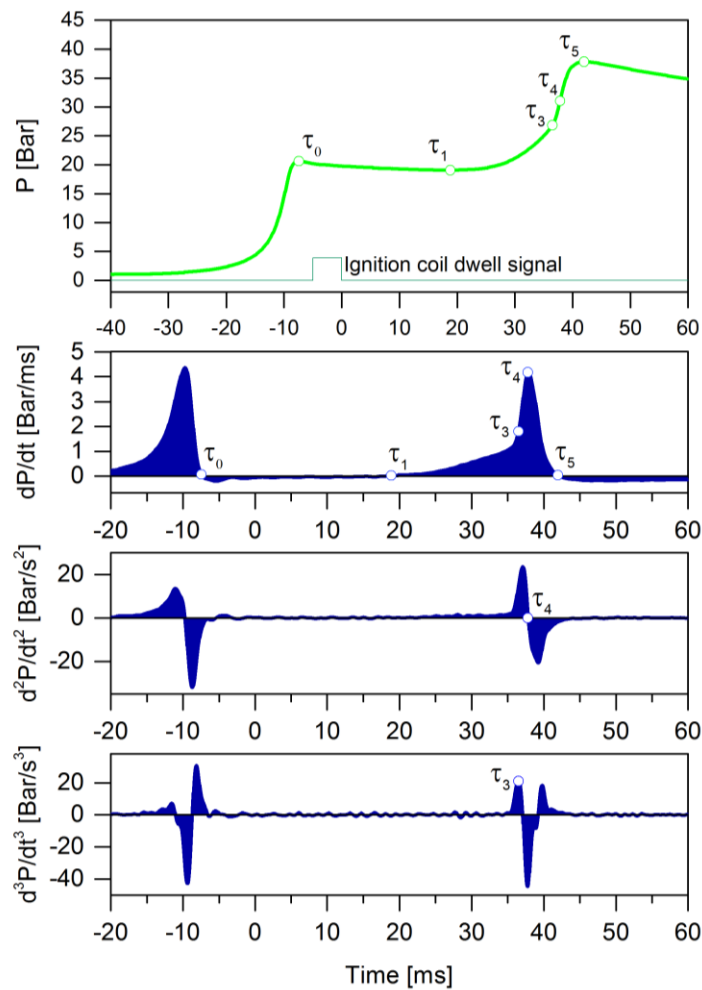 P [Bar]
45
40
35
30
25
20
15
10
5
0
τ0
τ1
τ3
τ4
τ5
Ignition coil dwell signal
-40 -30 -20 -10 0 10 20 30 40 50 60
dP/dt [Bar/ms]
5
4
3
2
1
0
τ0
τ1
τ3
τ4
τ5
-20 -10 0 10 20 30 40 50 60
d²P/dt² [Bar/s²]
20
0
-20
τ4
-20 -10 0 10 20 30 40 50 60
d³P/dt³ [Bar/s³]
20
0
-20
-40
τ3
-20 -10 0 10 20 30 40 50 60
Time [ms]